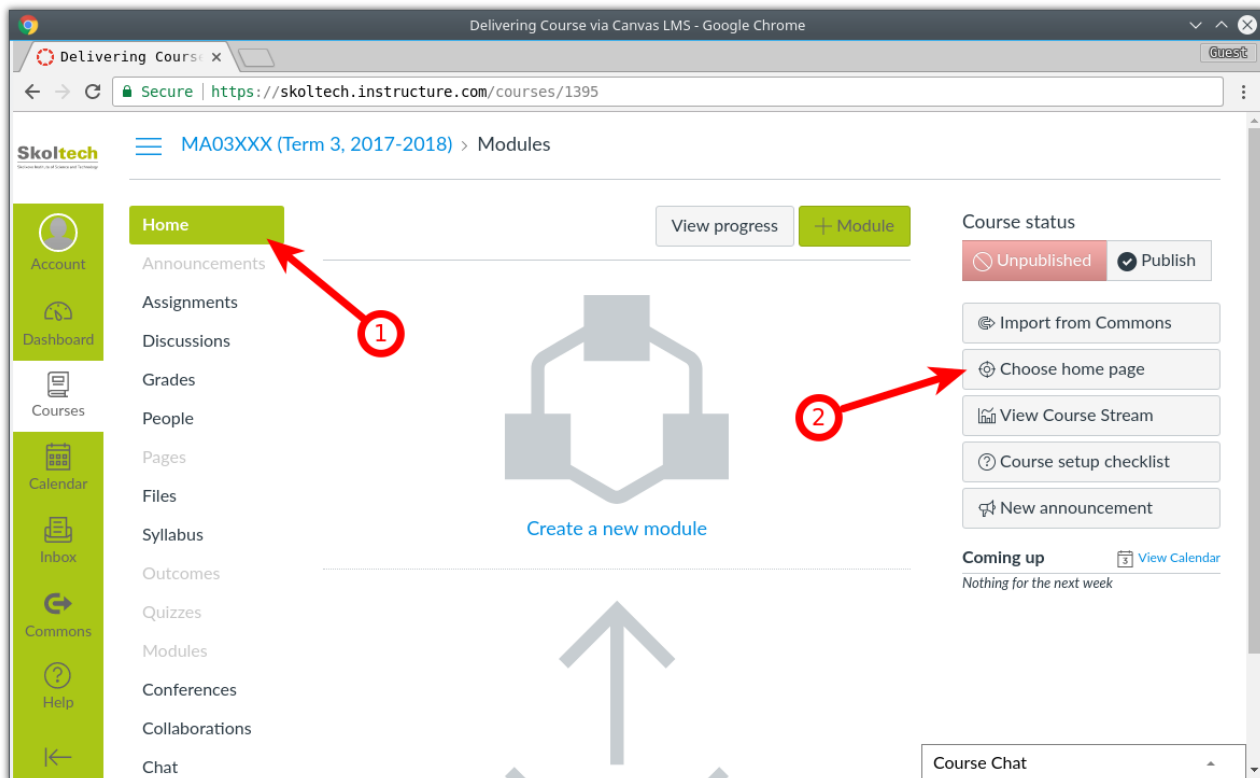 Delivering Course via Canvas LMS - Google Chrome
Delivering Cours
Guest
Secure | https://skoltech.instructure.com/courses/1395
Skoltech
MA03XXX (Term 3, 2017-2018) > Modules
Account
Dashboard
Courses
Calendar
Inbox
Commons
Help
Home
Announcements
Assignments
Discussions
Grades
People
Pages
Files
Syllabus
Outcomes
Quizzes
Modules
Conferences
Collaborations
Chat
1
View progress
+ Module
Create a new module
2
Course status
Unpublished
Publish
Import from Commons
Choose home page
View Course Stream
Course setup checklist
New announcement
Coming up
3 View Calendar
Nothing for the next week
Course Chat